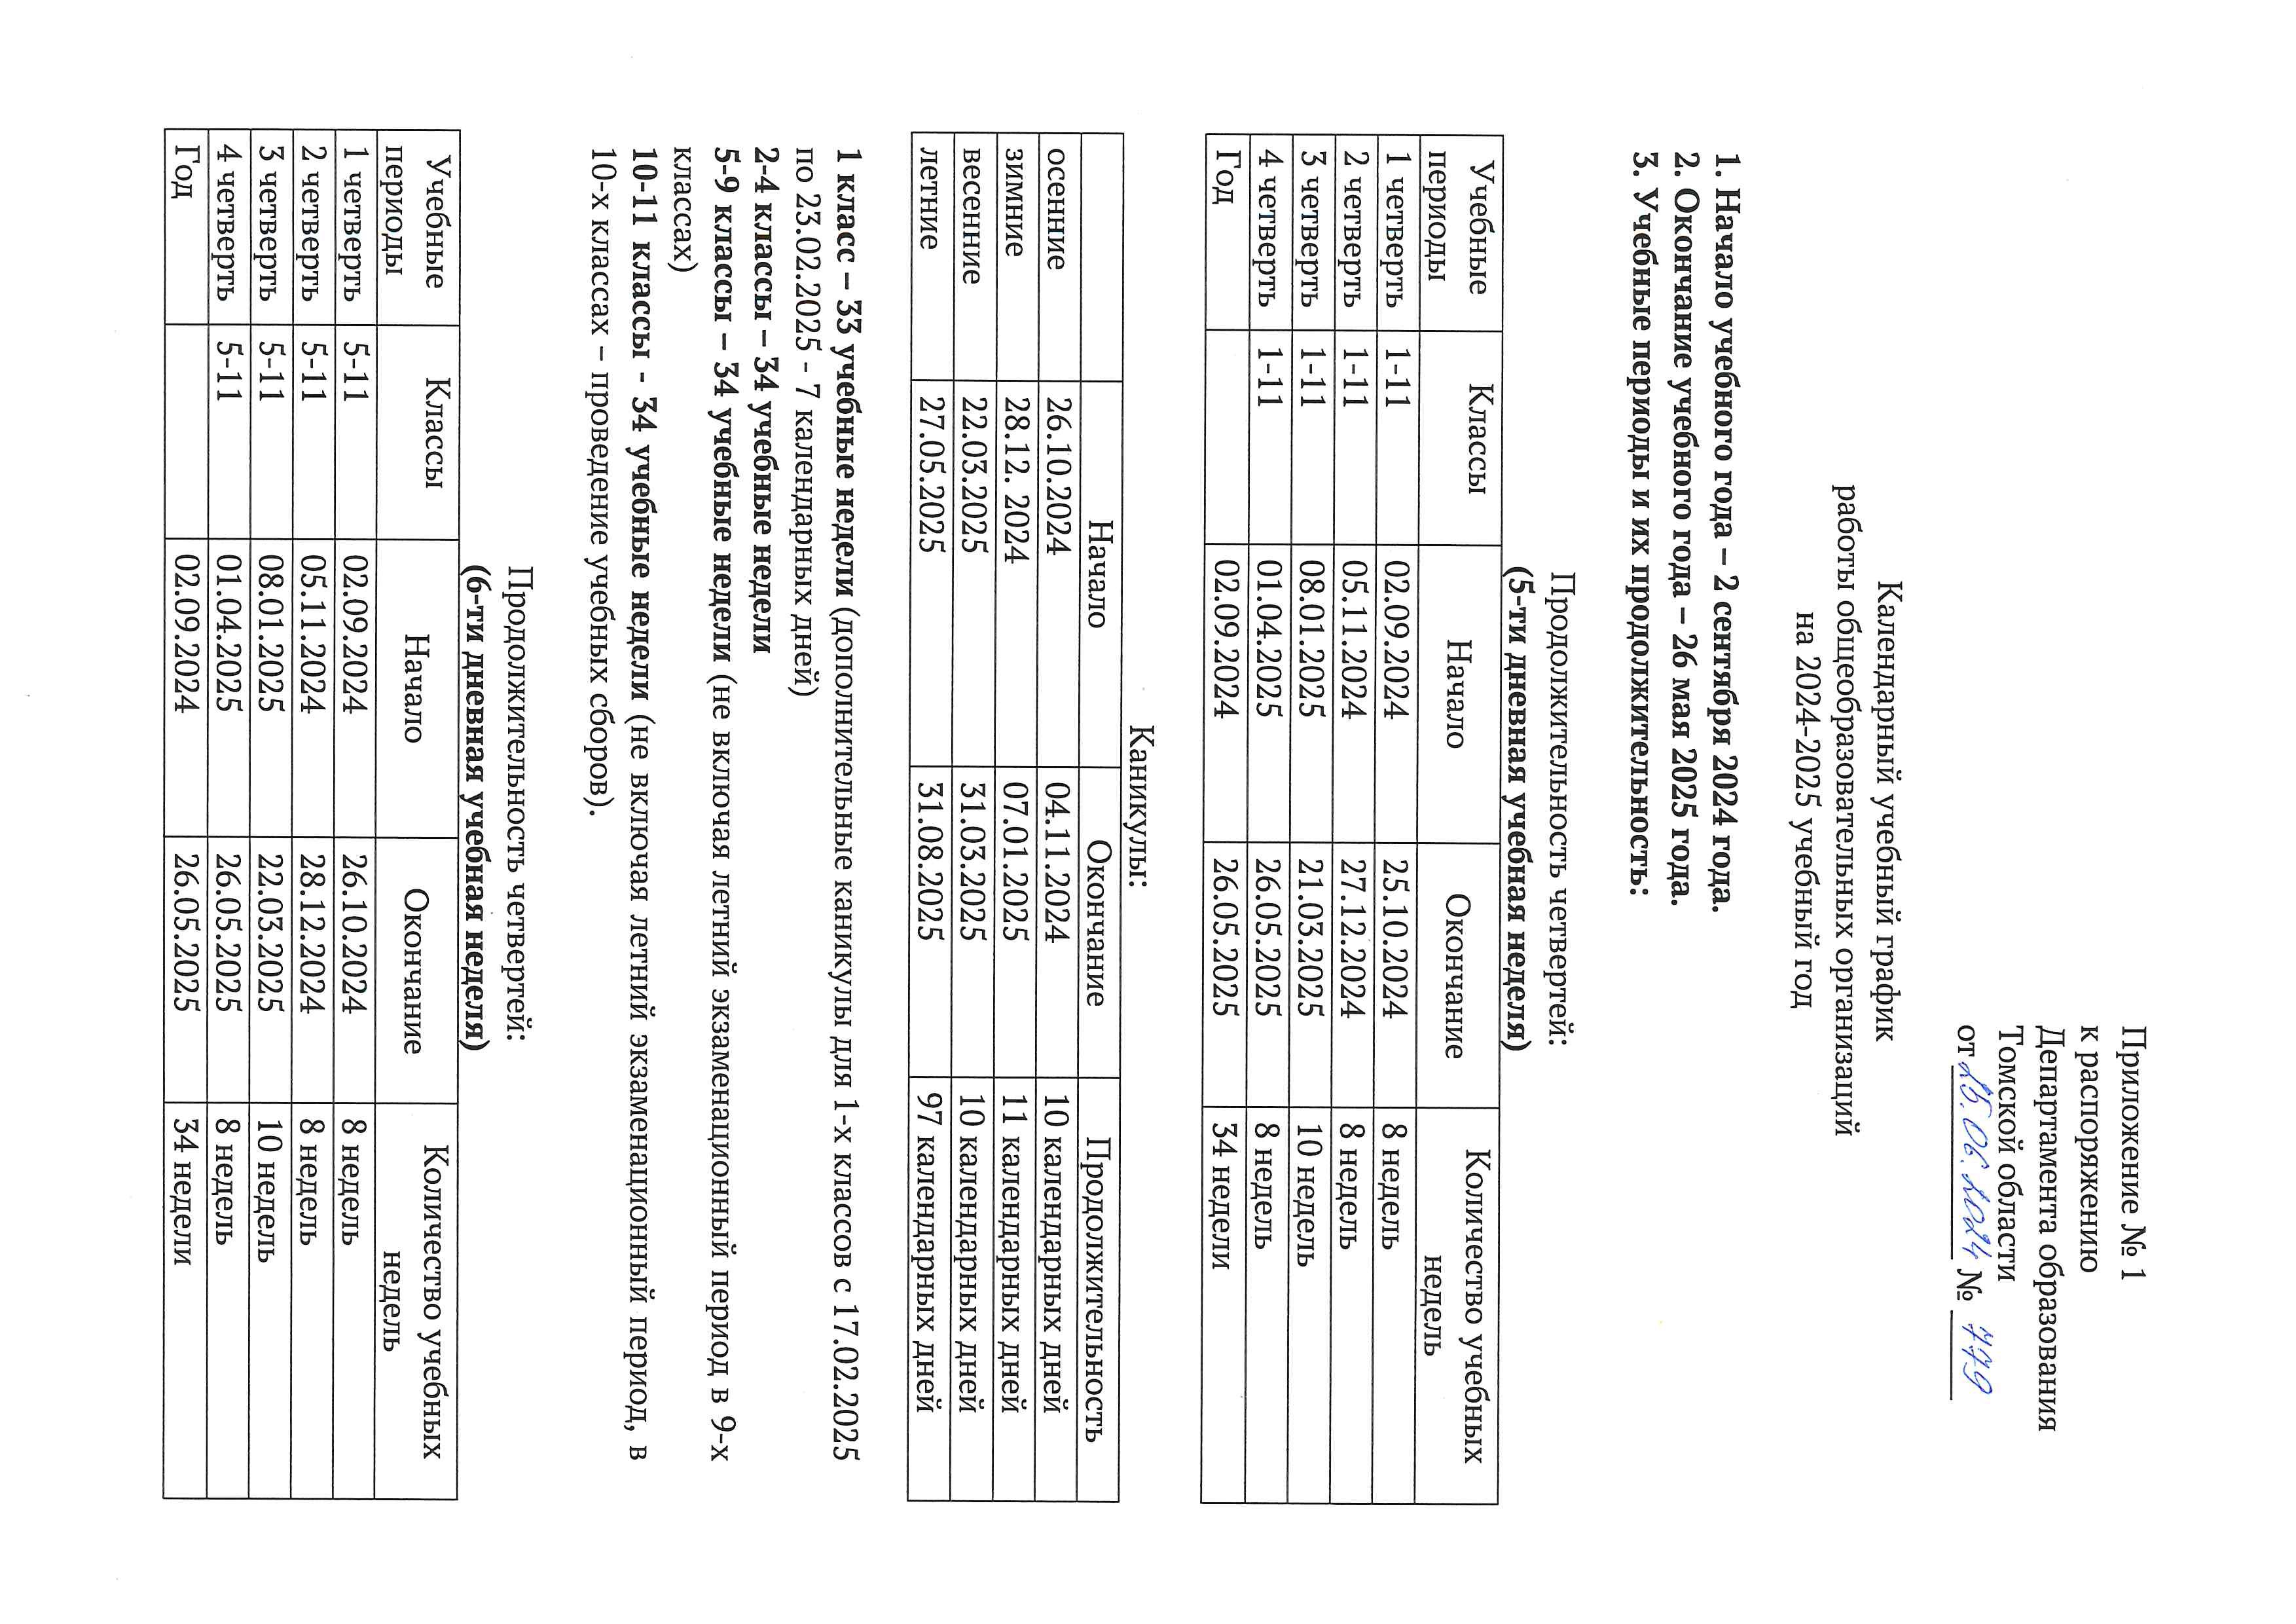 Приложение № 1
к распоряжению
Департамента образования
Томской области
от 25.06.2024 № 779
Календарный учебный график
работы общеобразовательных организаций
на 2024-2025 учебный год
1. Начало учебного года – 2 сентября 2024 года.
2. Окончание учебного года – 26 мая 2025 года.
3. Учебные периоды и их продолжительность:
Продолжительность четвертей:
(5-ти дневная учебная неделя)
Учебные периоды Классы Начало Окончание Количество учебных недель
1 четверть 1-11 02.09.2024 25.10.2024 8 недель
2 четверть 1-11 05.11.2024 27.12.2024 8 недель
3 четверть 1-11 08.01.2025 21.03.2025 10 недель
4 четверть 1-11 01.04.2025 26.05.2025 8 недель
Год 02.09.2024 26.05.2025 34 недели
Каникулы:
Начало Окончание Продолжительность
осенние 26.10.2024 04.11.2024 10 календарных дней
зимние 28.12. 2024 07.01.2025 11 календарных дней
весенние 22.03.2025 31.03.2025 10 календарных дней
летние 27.05.2025 31.08.2025 97 календарных дней
1 класс – 33 учебные недели (дополнительные каникулы для 1-х классов с 17.02.2025
по 23.02.2025 - 7 календарных дней)
2-4 классы – 34 учебные недели
5-9 классы – 34 учебные недели (не включая летний экзаменационный период в 9-х
классах)
10-11 классы - 34 учебные недели (не включая летний экзаменационный период, в
10-х классах – проведение учебных сборов).
Продолжительность четвертей:
(6-ти дневная учебная неделя)
Учебные периоды Классы Начало Окончание Количество учебных недель
1 четверть 5-11 02.09.2024 26.10.2024 8 недель
2 четверть 5-11 05.11.2024 28.12.2024 8 недель
3 четверть 5-11 08.01.2025 22.03.2025 10 недель
4 четверть 5-11 01.04.2025 26.05.2025 8 недель
Год 02.09.2024 26.05.2025 34 недели